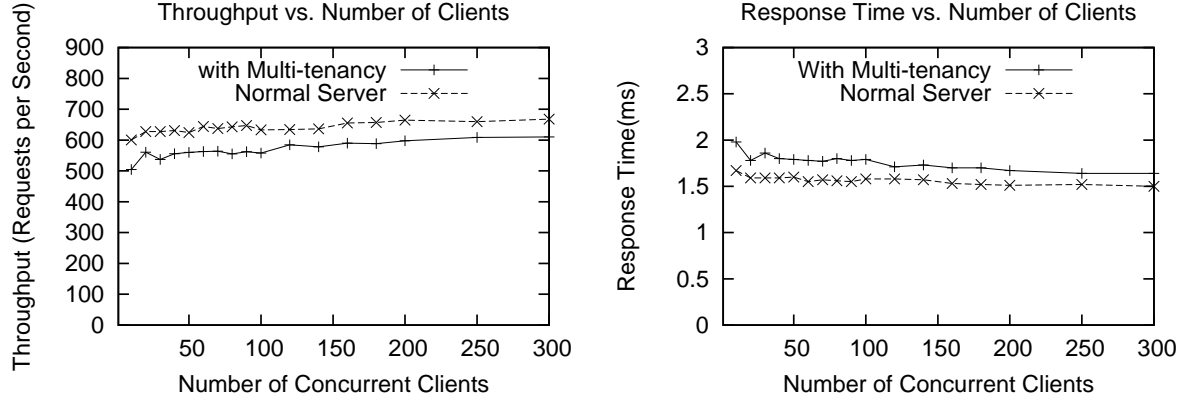 Throughput vs. Number of Clients
Throughput (Requests per Second)
900
800
700
600
500
400
300
200
100
0
with Multi-tenancy
Normal Server
50 100 150 200 250 300
Number of Concurrent Clients
Response Time vs. Number of Clients
Response Time(ms)
3
2.5
2
1.5
1
0.5
0
With Multi-tenancy
Normal Server
50 100 150 200 250 300
Number of Concurrent Clients